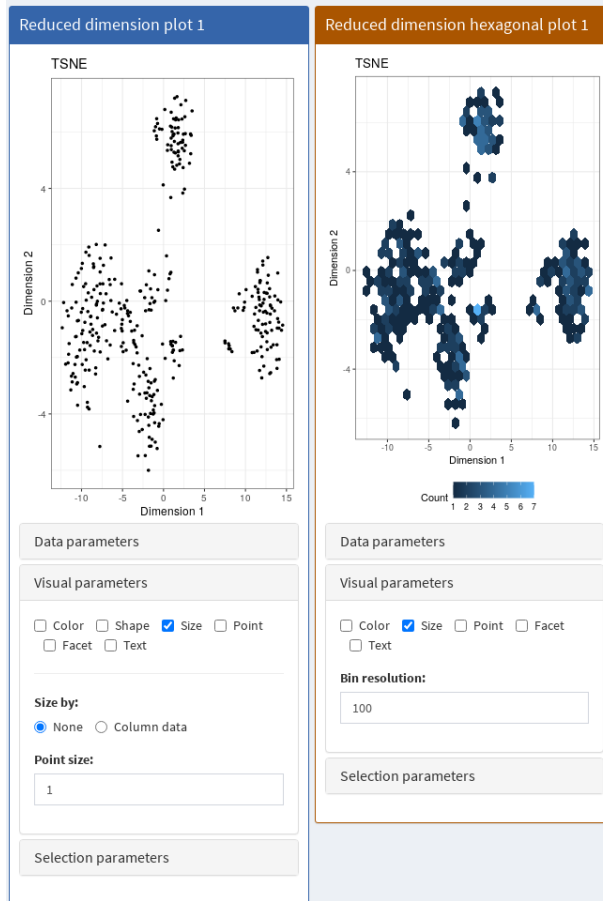 Reduced dimension plot 1
TSNE
Dimension 2
4
0
-4
-10 -5 0 5 10 15
Dimension 1
Data parameters
Visual parameters
Color Shape Size Point
Facet Text
Size by:
None Column data
Point size:
1
Selection parameters
Reduced dimension hexagonal plot 1
TSNE
Dimension 2
4
0
-4
-10 -5 0 5 10 15
Dimension 1
Count
1 2 3 4 5 6 7
Data parameters
Visual parameters
Color Size Point Facet
Text
Bin resolution:
100
Selection parameters